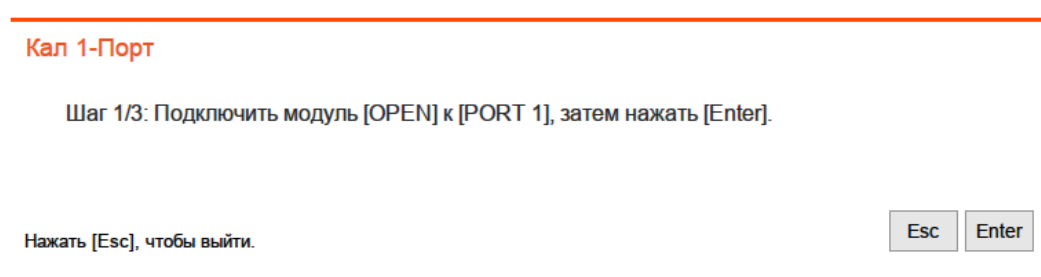 Кал 1-Порт
Шаг 1/3: Подключить модуль [OPEN] к [PORT 1], затем нажать [Enter].
Нажать [Esc], чтобы выйти.
Esc Enter